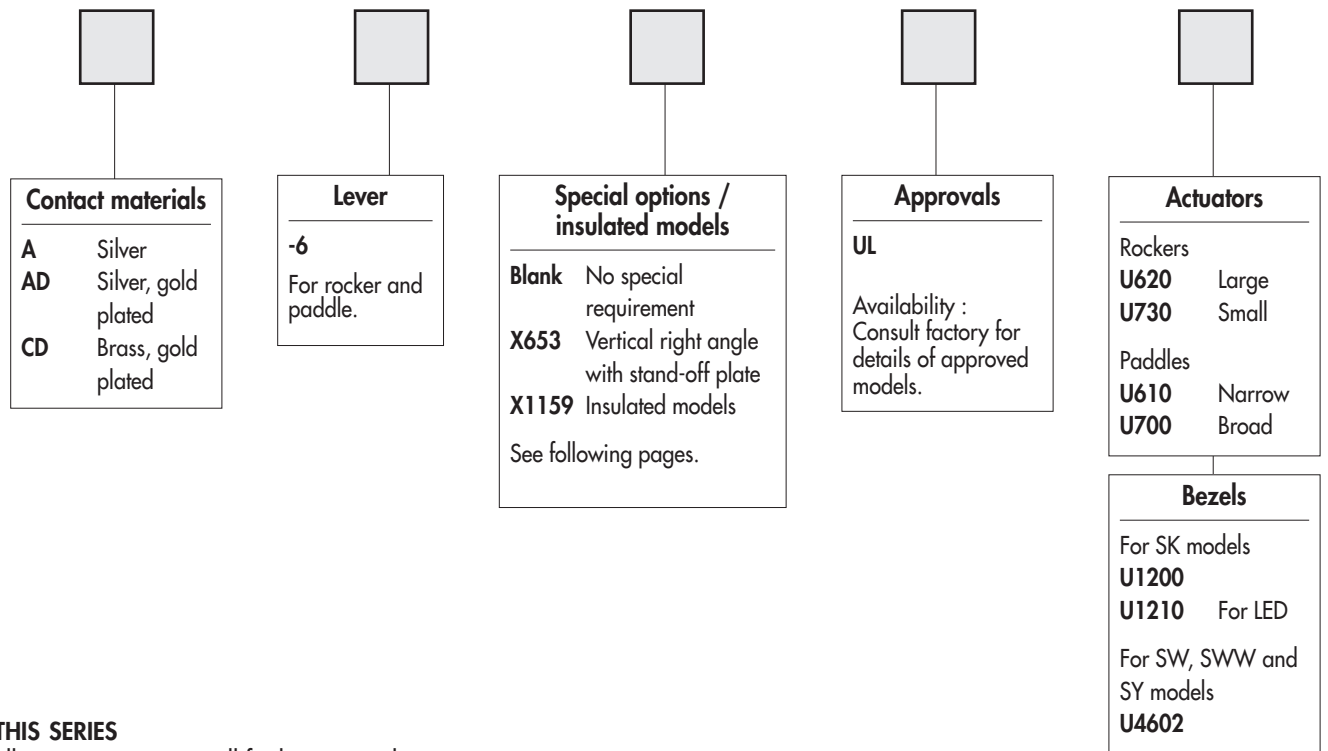 Contact materials
A Silver
AD Silver, gold
plated
CD Brass, gold
plated
Lever
-6
For rocker and
paddle.
Special options /
insulated models
Blank No special
requirement
X653 Vertical right angle
with stand-off plate
X1159 Insulated models
See following pages.
Approvals
UL
Availability :
Consult factory for
details of approved
models.
Actuators
Rockers
U620 Large
U730 Small
Paddles
U610 Narrow
U700 Broad
Bezels
For SK models
U1200
U1210 For LED
For SW, SWW and
SY models
U4602
THIS SERIES